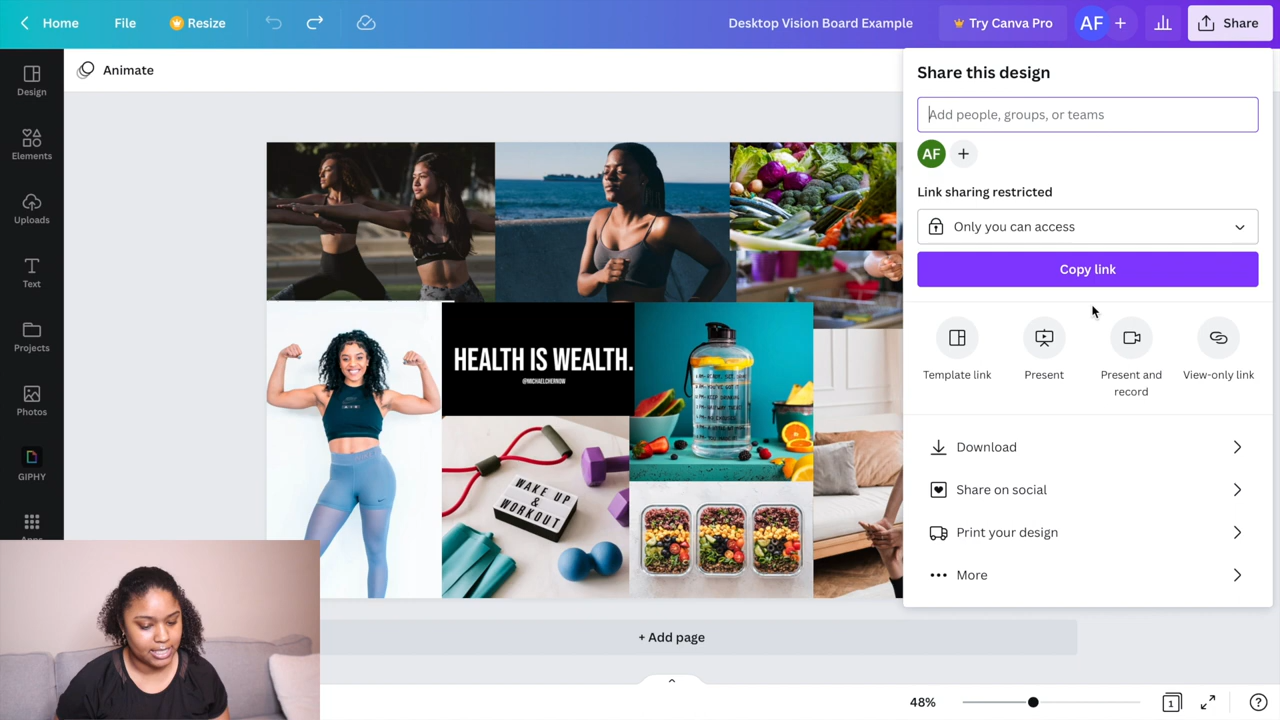 Home
File
Resize
Desktop Vision Board Example
Try Canva Pro
AF
+
Share
Design
Elements
Uploads
Text
Projects
Photos
GIPHY
Animate
HEALTH IS WEALTH.
@MICHAELCHERNOW
WAKE UP
& WORKOUT
Share this design
Add people, groups, or teams
AF
+
Link sharing restricted
Only you can access
Copy link
Template link
Present
Present and
record
View-only link
Download
Share on social
Print your design
More
+ Add page
48%
1
?